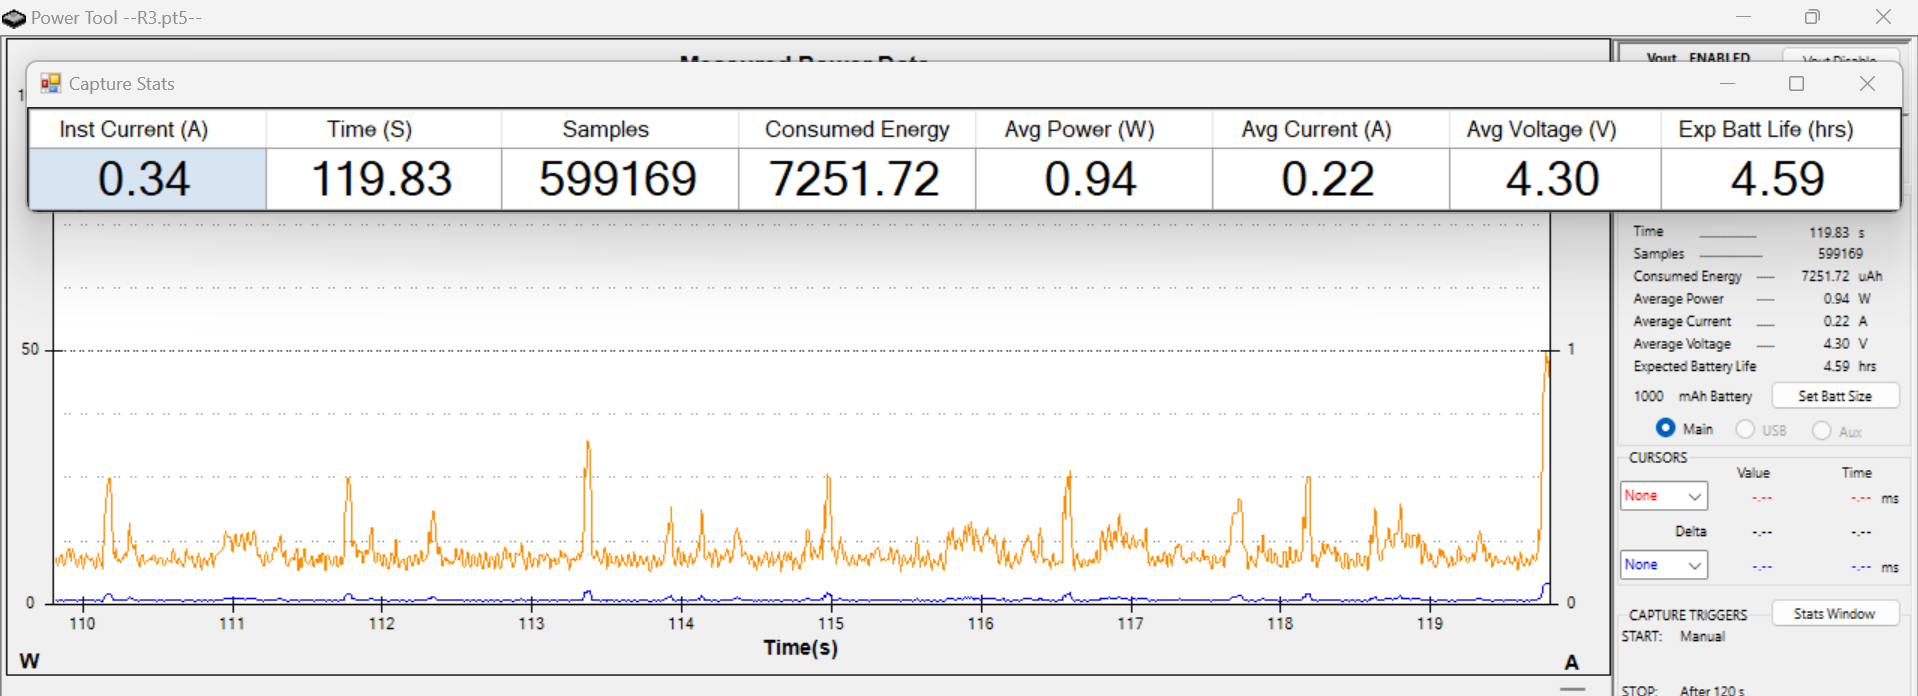 Power Tool --R3.pt5--
Measured Power Data
Vout ENABLED
Vout Disable
Capture Stats
Inst Current (A) Time (S) Samples Consumed Energy Avg Power (W) Avg Current (A) Avg Voltage (V) Exp Batt Life (hrs)
0.34 119.83 599169 7251.72 0.94 0.22 4.30 4.59
Time 119.83 s
Samples 599169
Consumed Energy 7251.72 uAh
Average Power 0.94 W
Average Current 0.22 A
Average Voltage 4.30 V
Expected Battery Life 4.59 hrs
1000 mAh Battery Set Batt Size
Main USB Aux
CURSORS
Value Time
None -.-- -.-- ms
Delta -.-- -.--
None -.-- -.-- ms
CAPTURE TRIGGERS Stats Window
START: Manual
STOP: After 120 s
50 1
0 0
110 111 112 113 114 115 116 117 118 119
Time(s)
W A